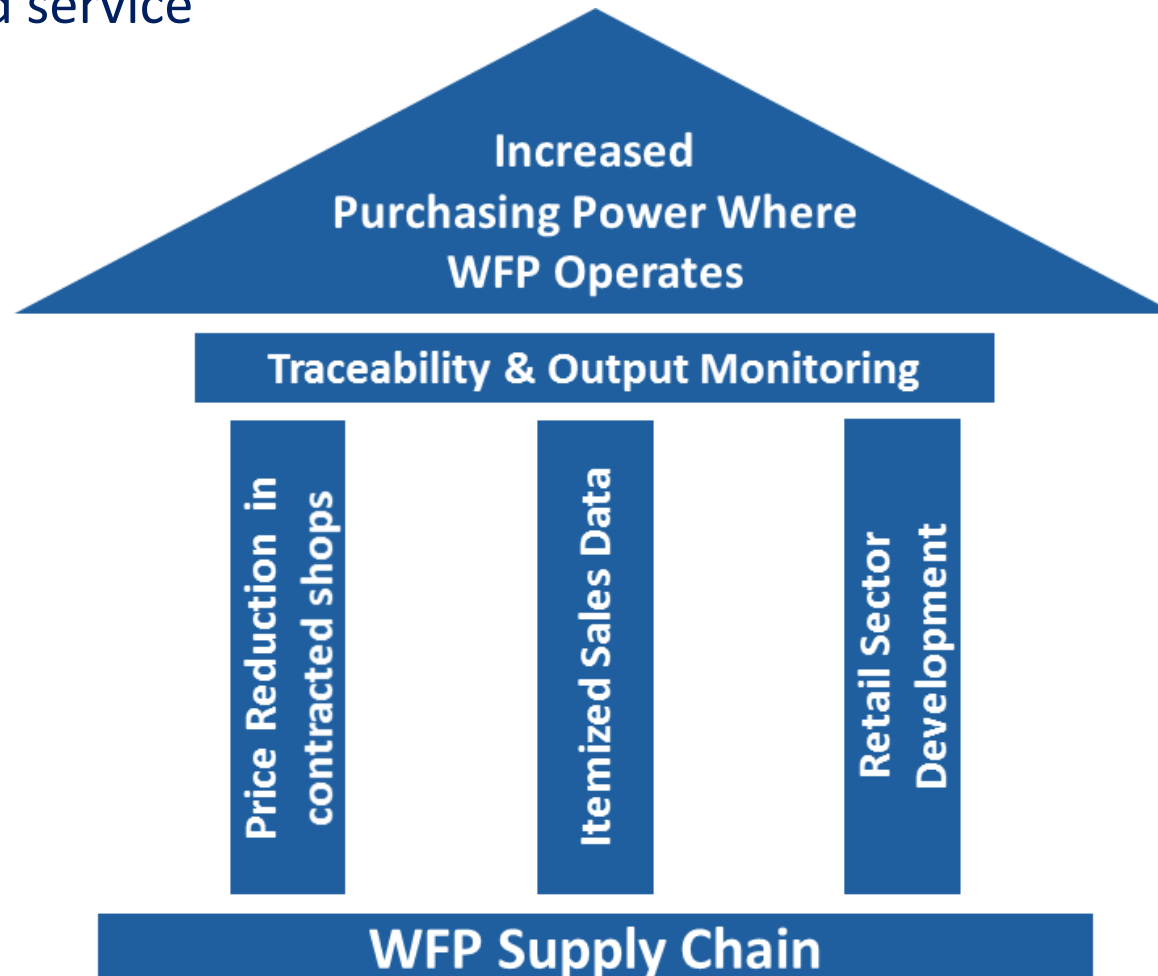 service
Increased
Purchasing Power Where
WFP Operates
Traceability & Output Monitoring
Price Reduction in
contracted shops
Itemized Sales Data
Retail Sector
Development
WFP Supply Chain